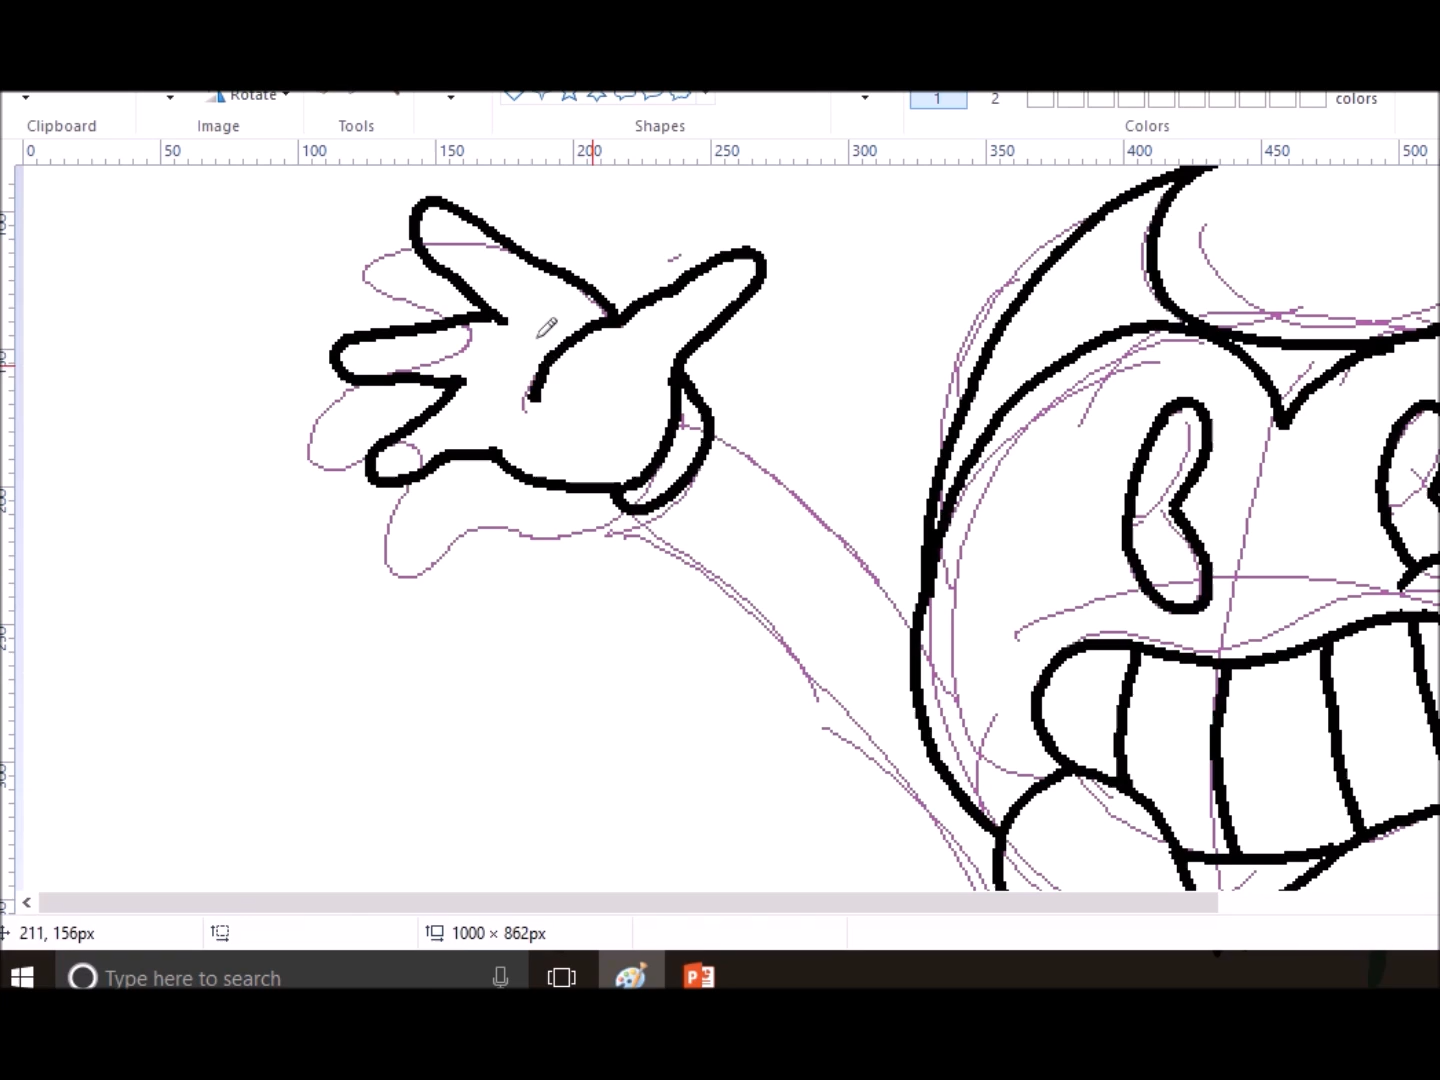 Rotate
1 2 colors
Clipboard Image Tools Shapes Colors
0 50 100 150 200 250 300 350 400 450 500
211, 156px 1000 × 862px
Type here to search